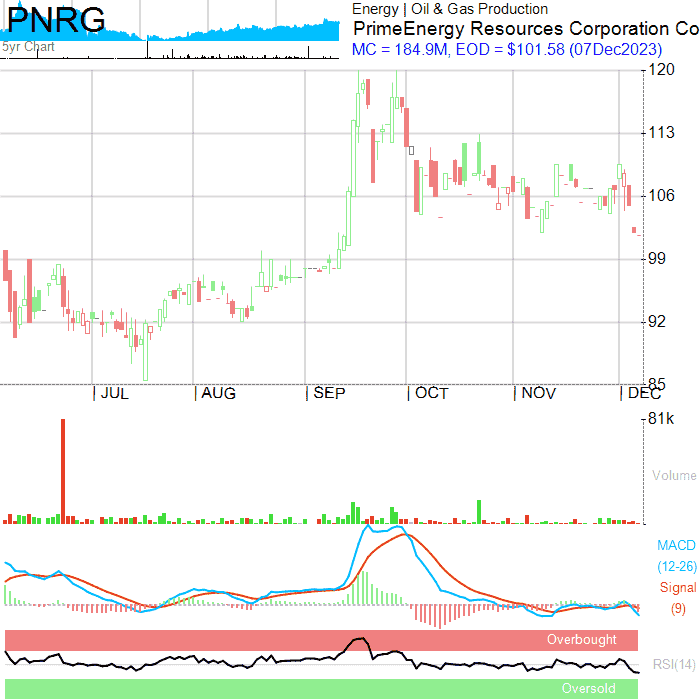 PNRG
5yr Chart
Energy | Oil & Gas Production
PrimeEnergy Resources Corporation Co
MC = 184.9M, EOD = $101.58 (07Dec2023)
120
113
106
99
92
85
JUL
AUG
SEP
OCT
NOV
DEC
81k
Volume
MACD
(12-26)
Signal
(9)
Overbought
RSI(14)
Oversold